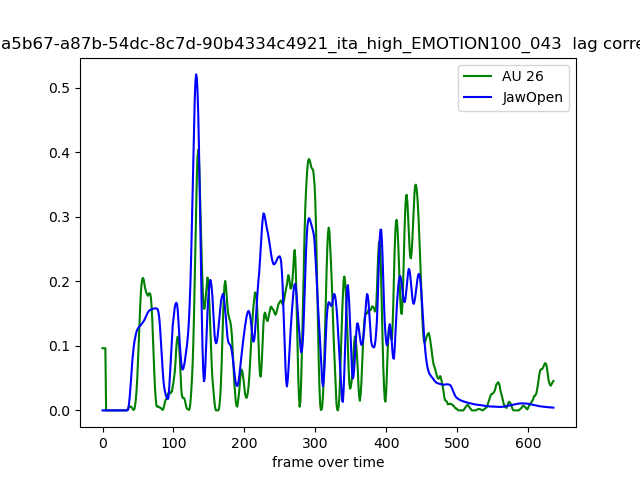 a5b67-a87b-54dc-8c7d-90b4334c4921_ita_high_EMOTION100_043 lag corre
AU 26
JawOpen
0.5
0.4
0.3
0.2
0.1
0.0
0 100 200 300 400 500 600
frame over time